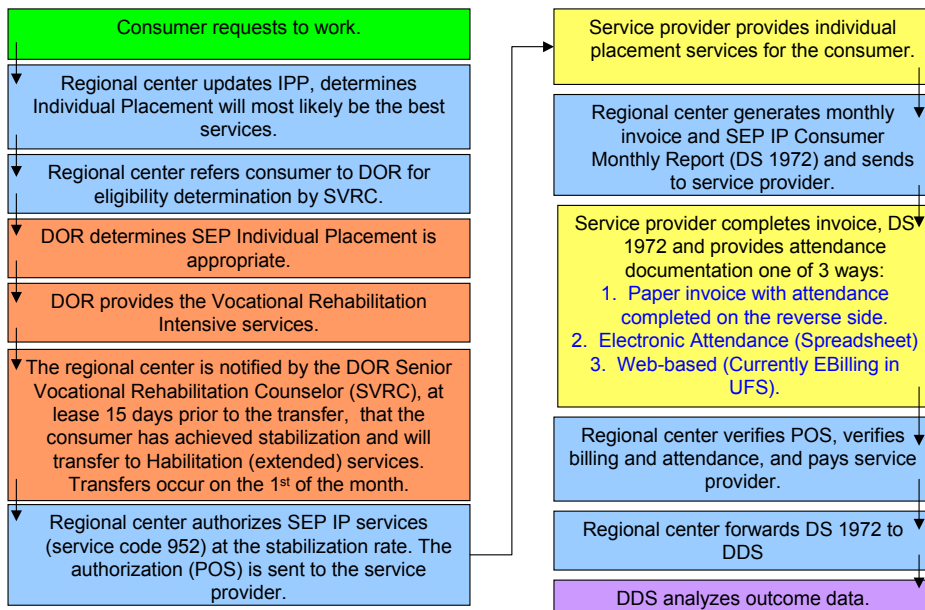 Consumer requests to work.
Regional center updates IPP, determines
Individual Placement will most likely be the best
services.
Regional center refers consumer to DOR for
eligibility determination by SVRC.
DOR determines SEP Individual Placement is
appropriate.
DOR provides the Vocational Rehabilitation
Intensive services.
The regional center is notified by the DOR Senior
Vocational Rehabilitation Counselor (SVRC), at
lease 15 days prior to the transfer, that the
consumer has achieved stabilization and will
transfer to Habilitation (extended) services.
Transfers occur on the 1st of the month.
Regional center authorizes SEP IP services
(service code 952) at the stabilization rate. The
authorization (POS) is sent to the service
provider.
Service provider provides individual
placement services for the consumer.
Regional center generates monthly
invoice and SEP IP Consumer
Monthly Report (DS 1972) and sends
to service provider.
Service provider completes invoice, DS
1972 and provides attendance
documentation one of 3 ways:
1. Paper invoice with attendance
completed on the reverse side.
2. Electronic Attendance (Spreadsheet)
3. Web-based (Currently EBilling in
UFS).
Regional center verifies POS, verifies
billing and attendance, and pays service
provider.
Regional center forwards DS 1972 to
DDS
DDS analyzes outcome data.